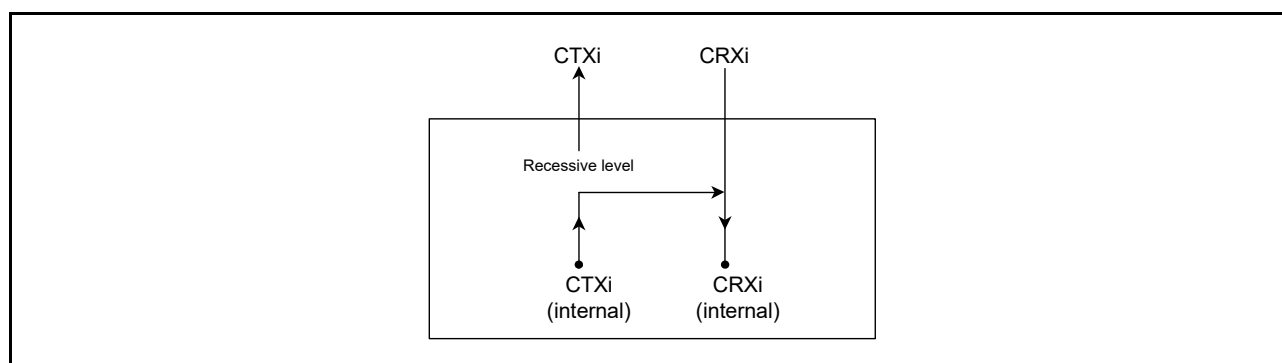 CTXi
CRXi
Recessive level
CTXi
(internal)
CRXi
(internal)